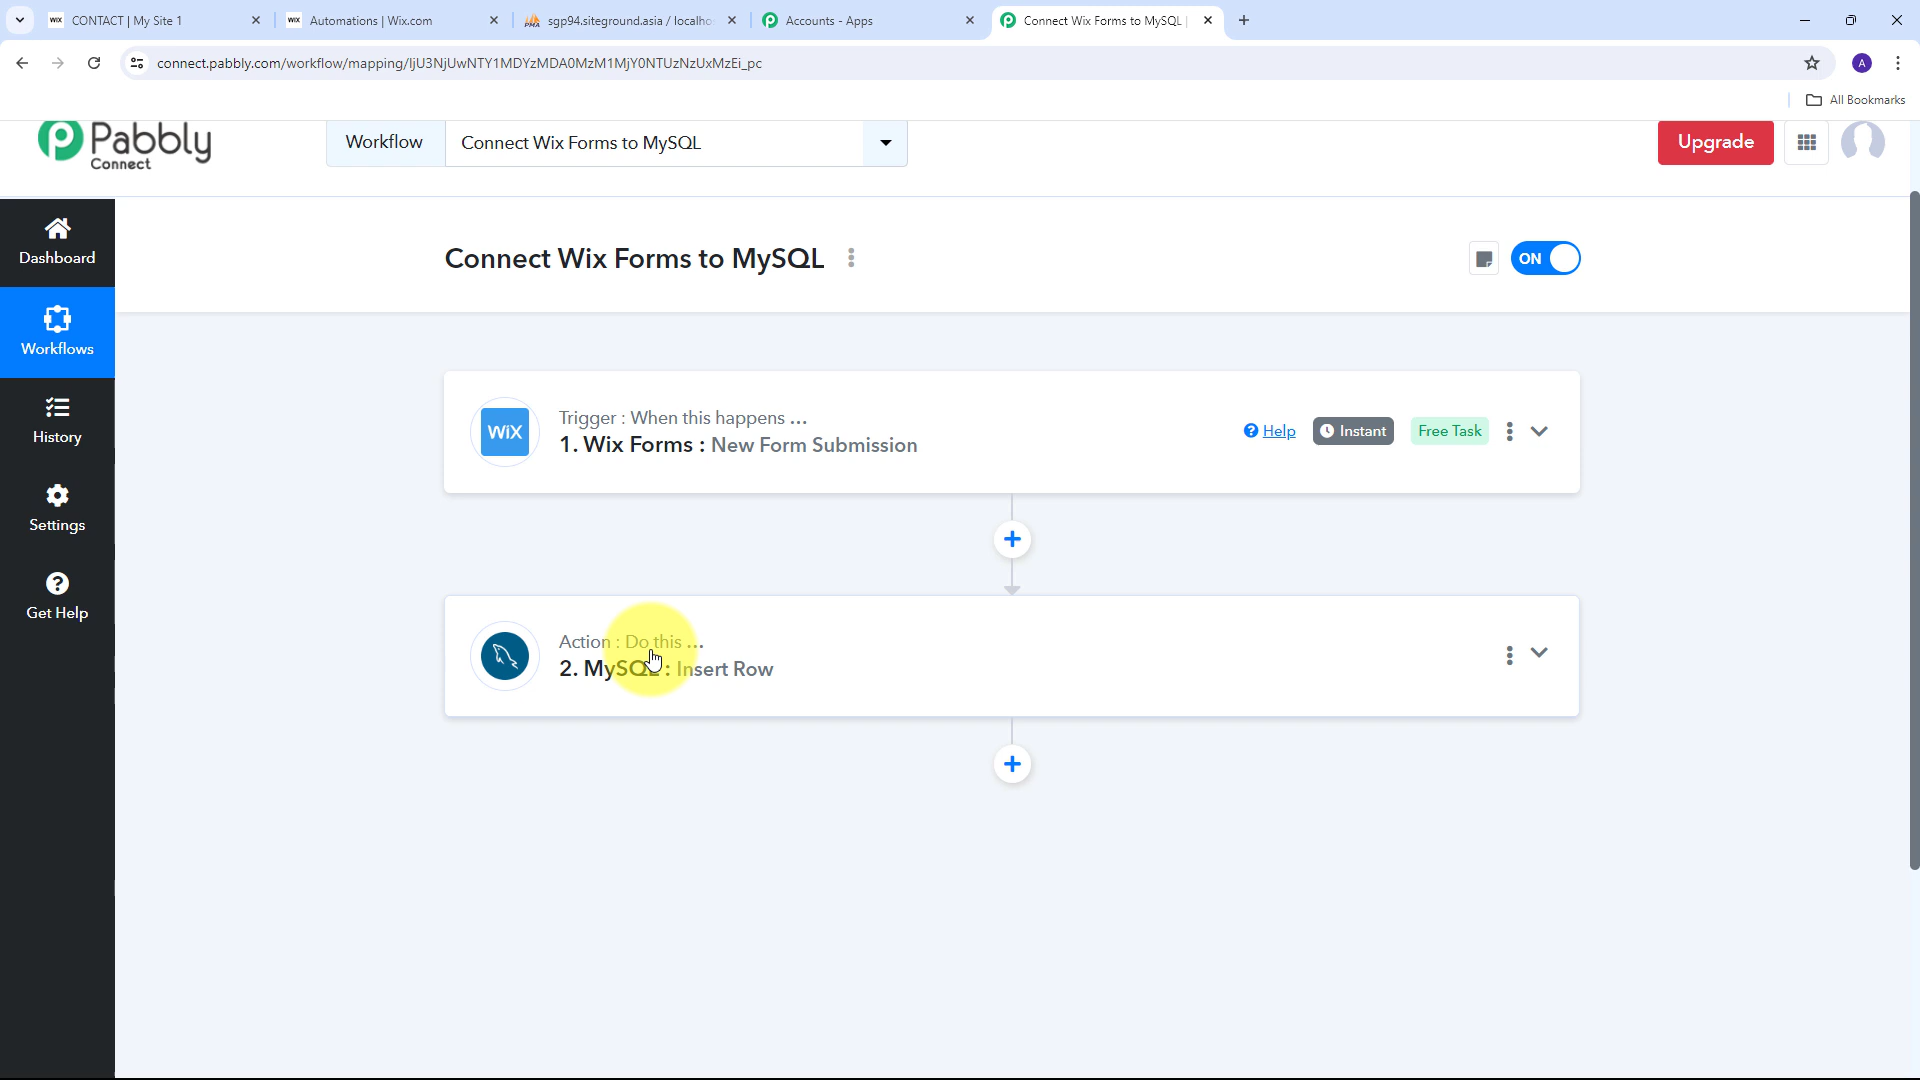 CONTACT | My Site 1
Automations | Wix.com
sgp94.siteground.asia / localho
Accounts - Apps
Connect Wix Forms to MySQL |
connect.pabbly.com/workflow/mapping/IjU3NjUwNTY1MDYzMDA0MzM1MjY0NTUzNzUxMzEi_pc
A
All Bookmarks
Pabbly
Connect
Workflow
Connect Wix Forms to MySQL
Upgrade
Dashboard
Workflows
History
Settings
Get Help
Connect Wix Forms to MySQL
ON
WiX
Trigger : When this happens ...
1. Wix Forms : New Form Submission
Help
Instant
Free Task
Action : Do this ...
2. MySQL : Insert Row